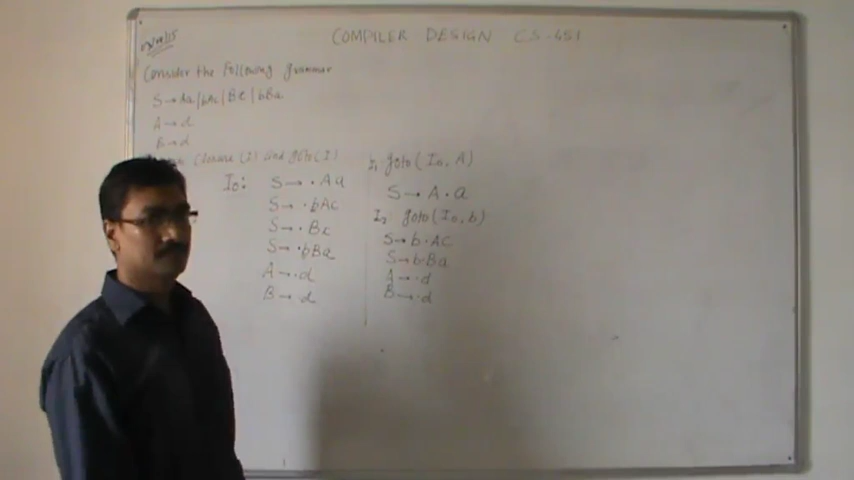 COMPILER DESIGN CS-651
Consider the following grammar
S → Aa | bAc | Bc | bBa
A → d
B → d
closure (I) and goto (I)
I₀: S → ·Aa
S → ·bAc
S → ·Bc
S → ·bBa
A → ·d
B → ·d
I₁ goto (I₀, A)
S → A·a
I₂ goto (I₀, b)
S → b·Ac
S → b·Ba
A → ·d
B → ·d